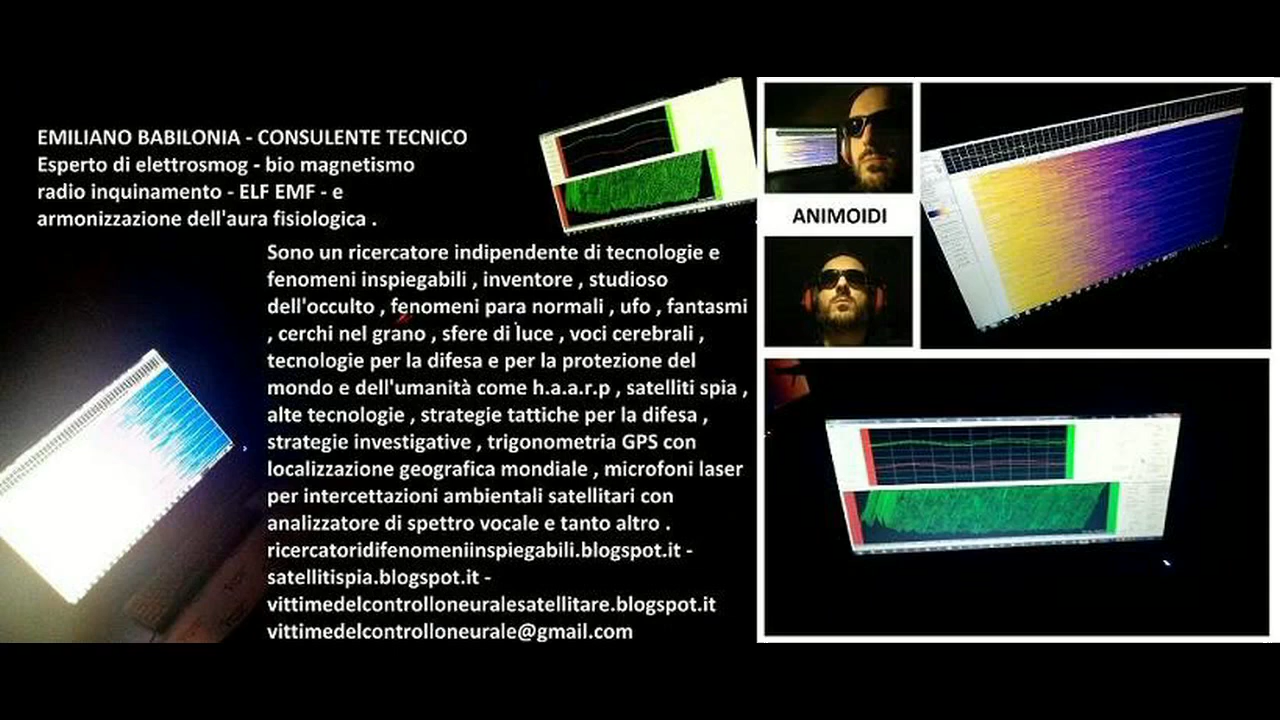 EMILIANO BABILONIA - CONSULENTE TECNICO
Esperto di elettrosmog - bio magnetismo
radio inquinamento - ELF EMF - e
armonizzazione dell'aura fisiologica .
Sono un ricercatore indipendente di tecnologie e
fenomeni inspiegabili , inventore , studioso
dell'occulto , fenomeni para normali , ufo , fantasmi
, cerchi nel grano , sfere di luce , voci cerebrali ,
tecnologie per la difesa e per la protezione del
mondo e dell'umanità come h.a.a.r.p , satelliti spia ,
alte tecnologie , strategie tattiche per la difesa ,
strategie investigative , trigonometria GPS con
localizzazione geografica mondiale , microfoni laser
per intercettazioni ambientali satellitari con
analizzatore di spettro vocale e tanto altro .
ricercatoridifenomeniinspiegabili.blogspot.it -
satellitispia.blogspot.it -
vittimedelcontrolloneuralesatellitare.blogspot.it
vittimedelcontrolloneurale@gmail.com
ANIMOIDI